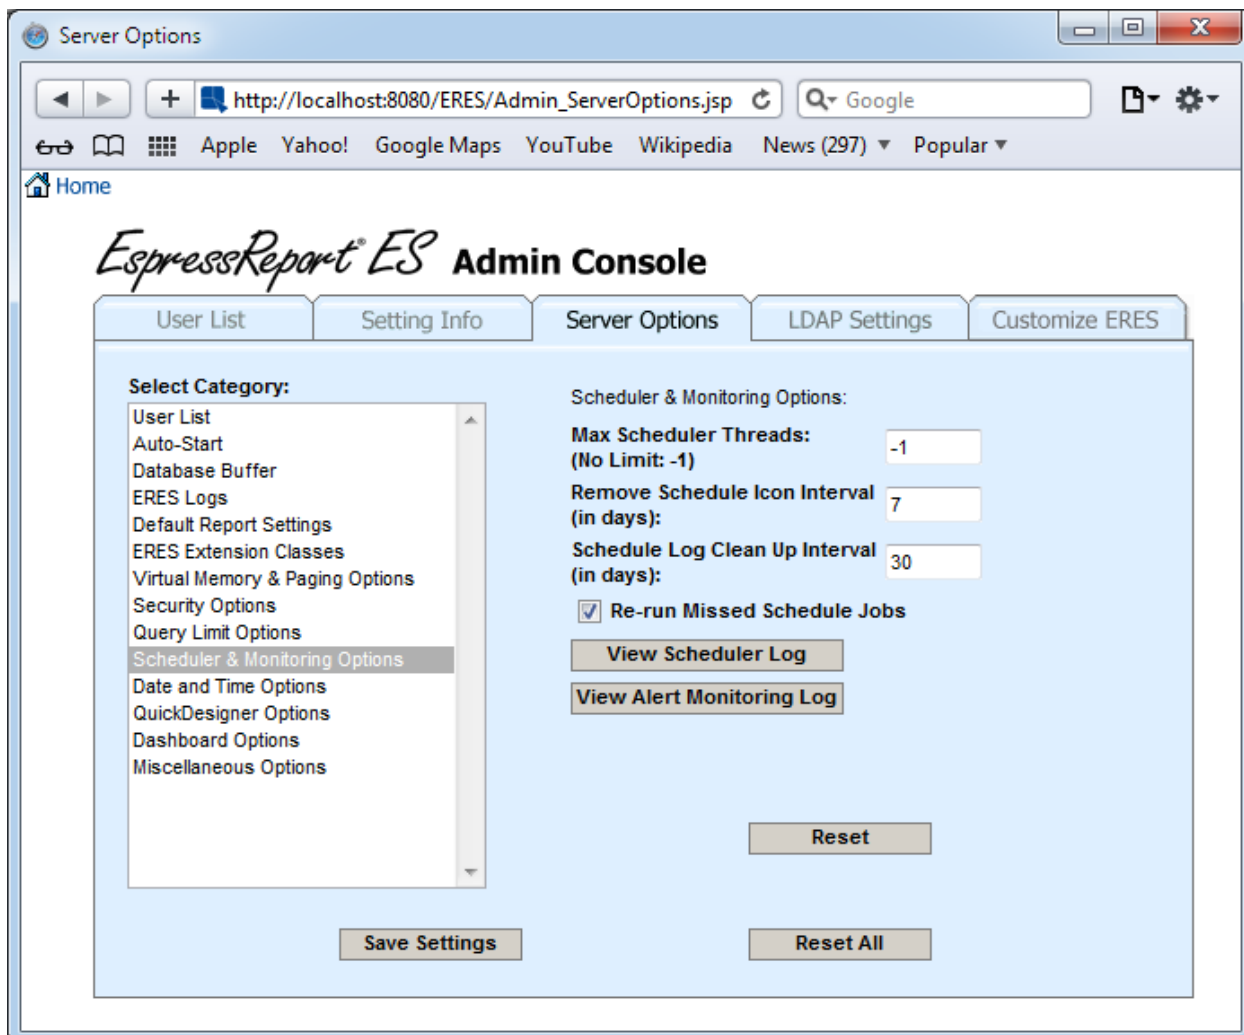 Server Options
http://localhost:8080/ERES/Admin_ServerOptions.jsp
Google
Apple Yahoo! Google Maps YouTube Wikipedia News (297) ▼ Popular ▼
Home
EspressReport® ES Admin Console
User List Setting Info Server Options LDAP Settings Customize ERES
Select Category:
User List
Auto-Start
Database Buffer
ERES Logs
Default Report Settings
ERES Extension Classes
Virtual Memory & Paging Options
Security Options
Query Limit Options
Scheduler & Monitoring Options
Date and Time Options
QuickDesigner Options
Dashboard Options
Miscellaneous Options
Scheduler & Monitoring Options:
Max Scheduler Threads:
(No Limit: -1)
-1
Remove Schedule Icon Interval
(in days):
7
Schedule Log Clean Up Interval
(in days):
30
Re-run Missed Schedule Jobs
View Scheduler Log
View Alert Monitoring Log
Reset
Save Settings
Reset All